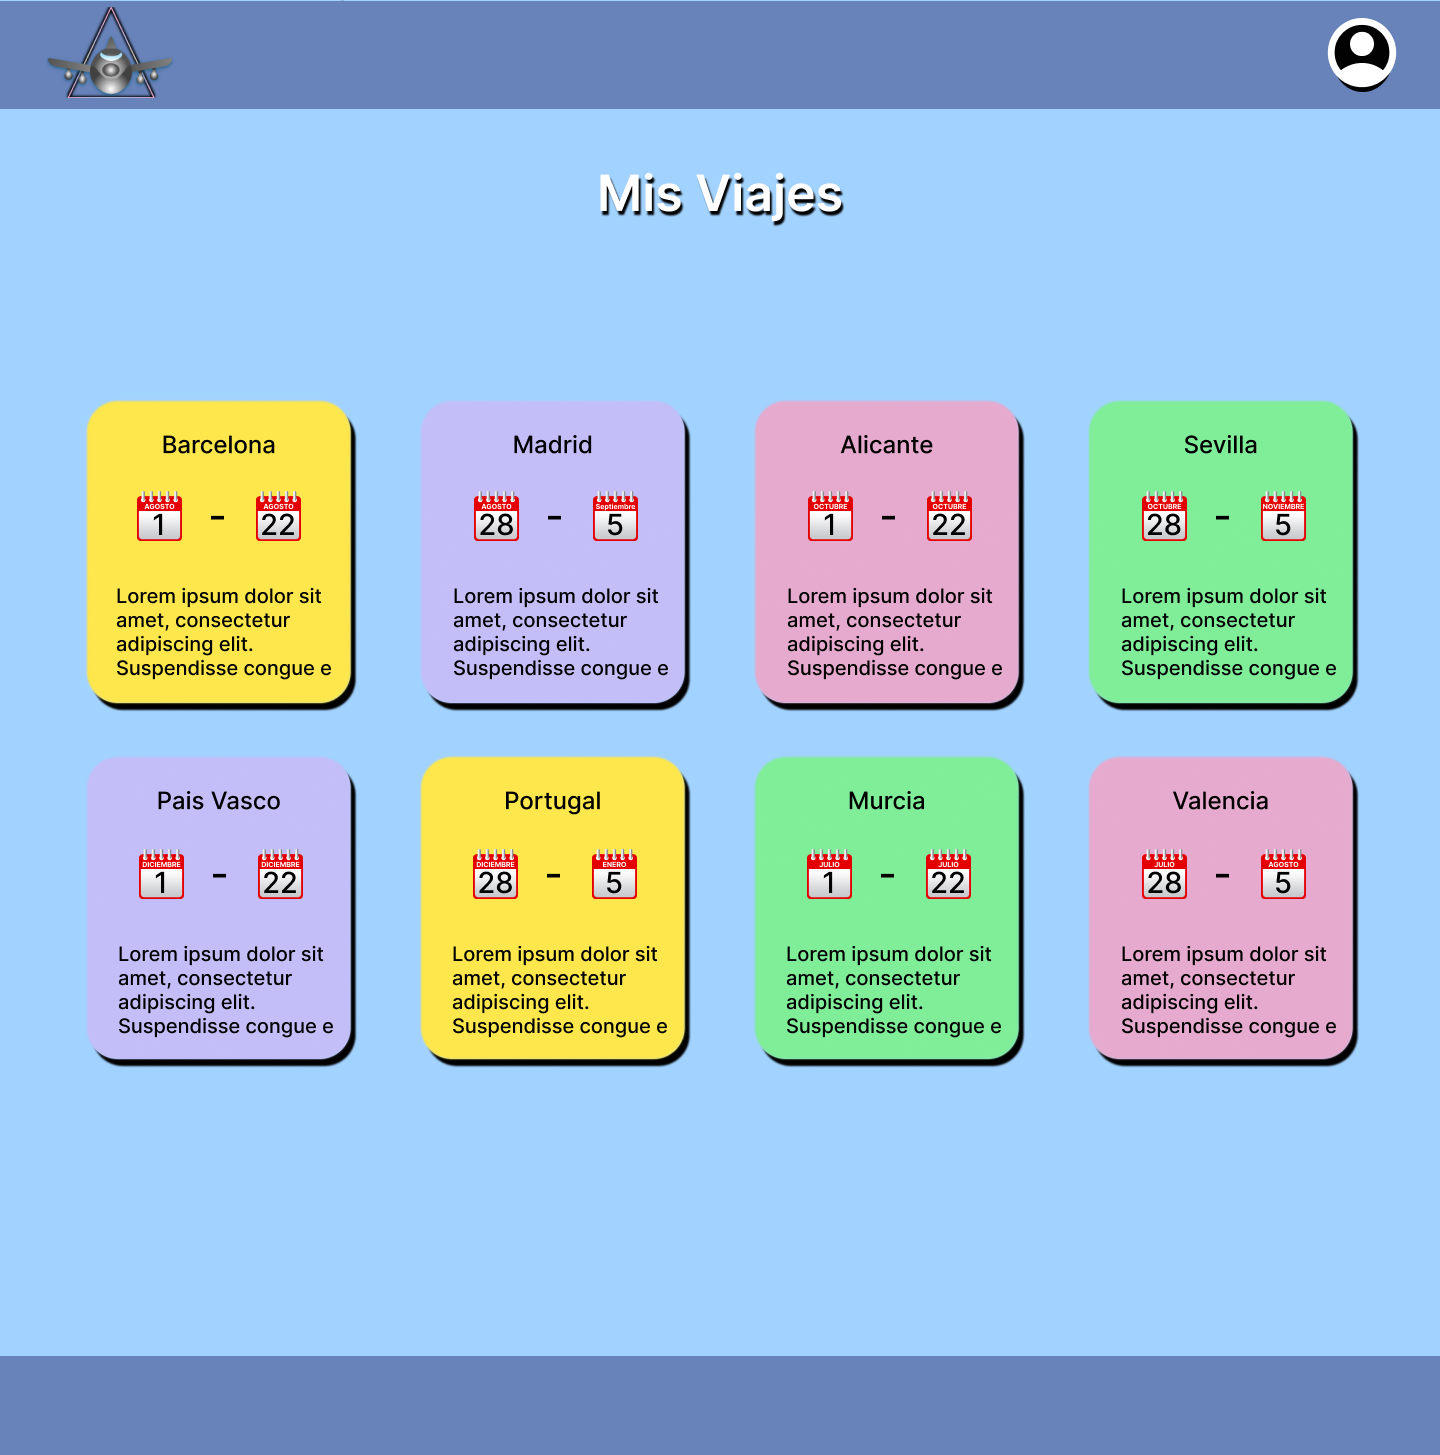 Mis Viajes
Barcelona
AGOSTO AGOSTO
1 - 22
Lorem ipsum dolor sit
amet, consectetur
adipiscing elit.
Suspendisse congue e
Madrid
AGOSTO Septiembre
28 - 5
Lorem ipsum dolor sit
amet, consectetur
adipiscing elit.
Suspendisse congue e
Alicante
OCTUBRE OCTUBRE
1 - 22
Lorem ipsum dolor sit
amet, consectetur
adipiscing elit.
Suspendisse congue e
Sevilla
OCTUBRE NOVIEMBRE
28 - 5
Lorem ipsum dolor sit
amet, consectetur
adipiscing elit.
Suspendisse congue e
Pais Vasco
DICIEMBRE DICIEMBRE
1 - 22
Lorem ipsum dolor sit
amet, consectetur
adipiscing elit.
Suspendisse congue e
Portugal
DICIEMBRE ENERO
28 - 5
Lorem ipsum dolor sit
amet, consectetur
adipiscing elit.
Suspendisse congue e
Murcia
JULIO JULIO
1 - 22
Lorem ipsum dolor sit
amet, consectetur
adipiscing elit.
Suspendisse congue e
Valencia
JULIO AGOSTO
28 - 5
Lorem ipsum dolor sit
amet, consectetur
adipiscing elit.
Suspendisse congue e